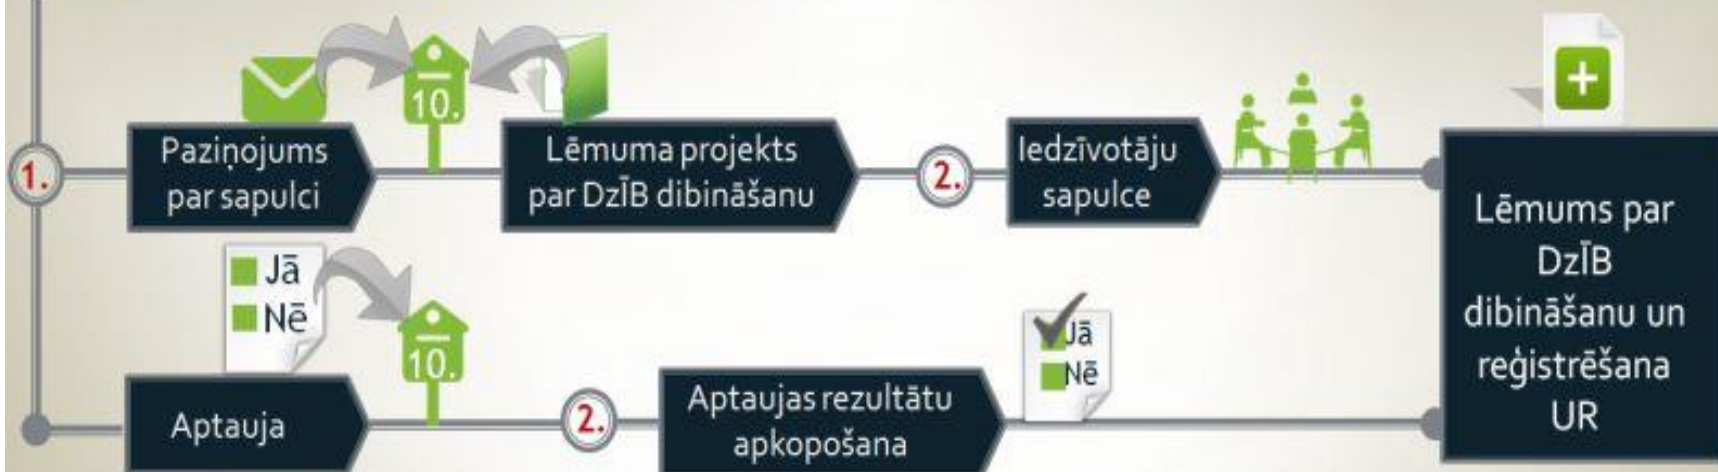 1.
Paziņojums
par sapulci
10.
Lēmuma projekts
par DzĪB dibināšanu
2.
Iedzīvotāju
sapulce
Lēmums par
DzĪB
dibināšanu un
reģistrēšana
UR
Jā
Nē
Aptauja
10.
2.
Aptaujas rezultātu
apkopošana
Jā
Nē